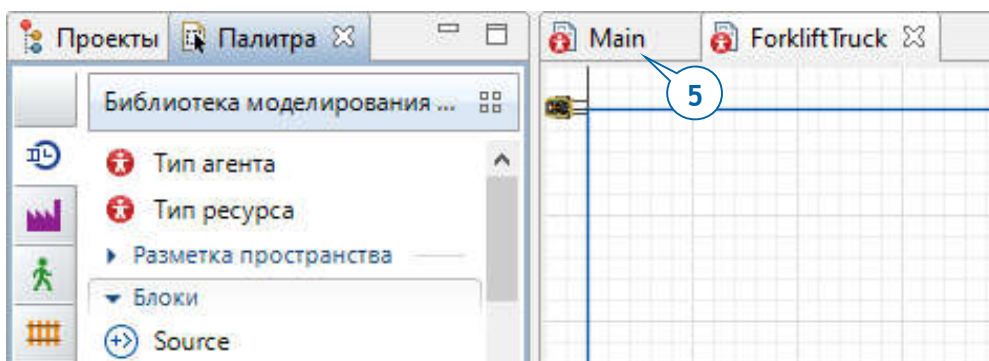 Проекты Палитра
Main ForkliftTruck
5
Библиотека моделирования ...
Тип агента
Тип ресурса
Разметка пространства
Блоки
Source